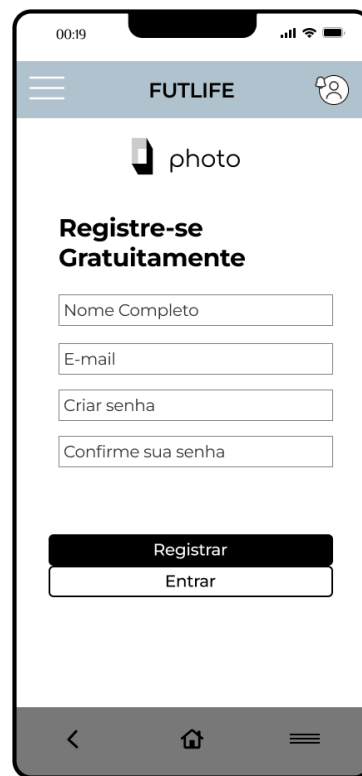 00:19
FUTLIFE
photo
Registre-se
Gratuitamente
Nome Completo
E-mail
Criar senha
Confirme sua senha
Registrar
Entrar